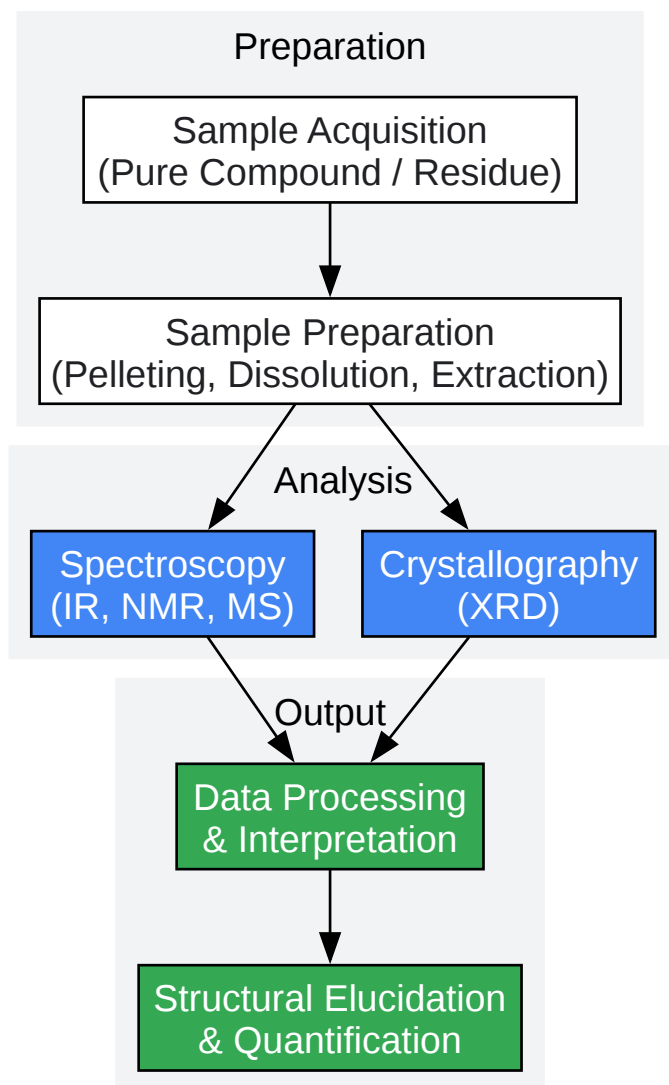 Preparation
Sample Acquisition
(Pure Compound / Residue)
Sample Preparation
(Pelleting, Dissolution, Extraction)
Analysis
Spectroscopy
(IR, NMR, MS)
Crystallography
(XRD)
Output
Data Processing
& Interpretation
Structural Elucidation
& Quantification